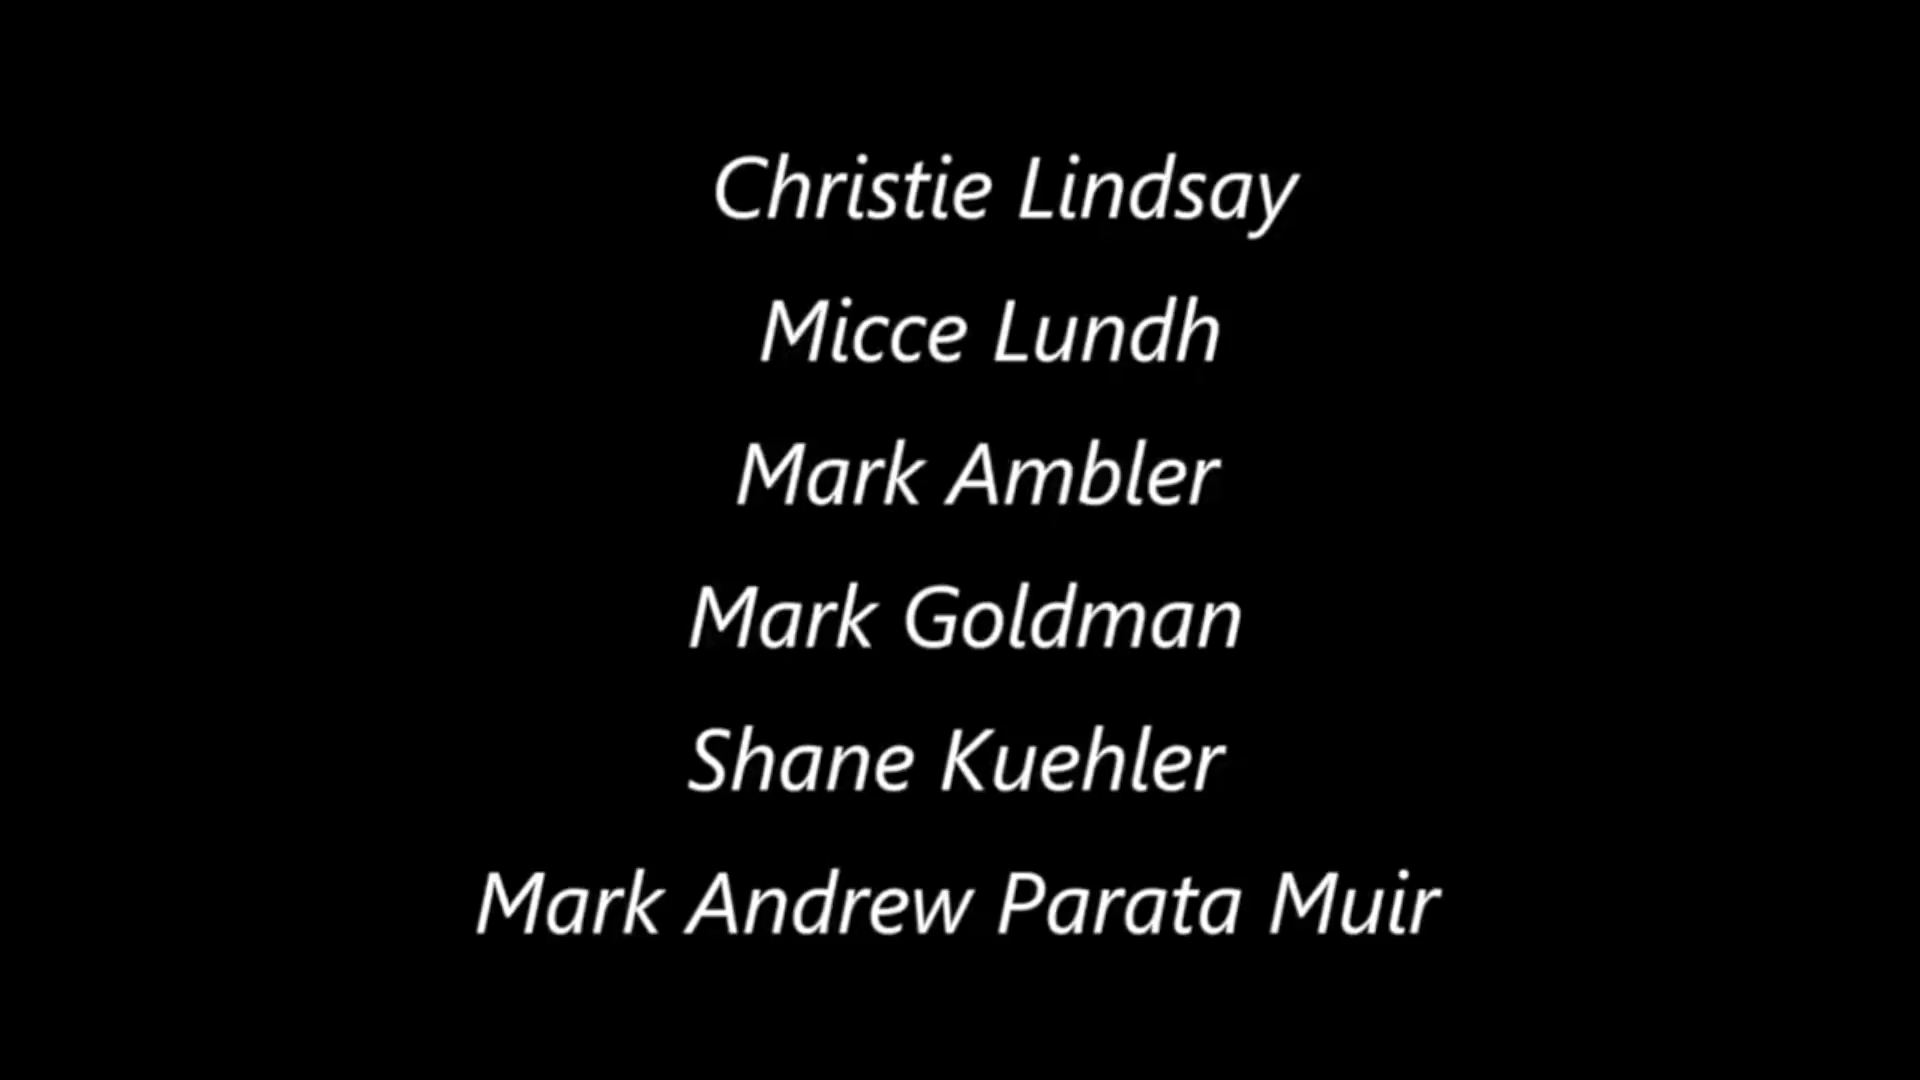 Christie Lindsay
Micce Lundh
Mark Ambler
Mark Goldman
Shane Kuehler
Mark Andrew Parata Muir